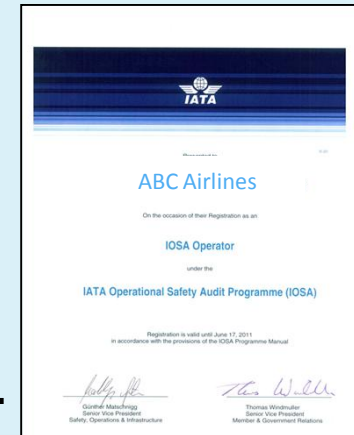 IATA
Presented to
ABC Airlines
On the occasion of their Registration as an
IOSA Operator
under the
IATA Operational Safety Audit Programme (IOSA)
Registration is valid until June 17, 2011
in accordance with the provisions of the IOSA Programme Manual
Günther Matschnigg
Senior Vice President
Safety, Operations & Infrastructure
Thomas Windmuller
Senior Vice President
Member & Government Relations